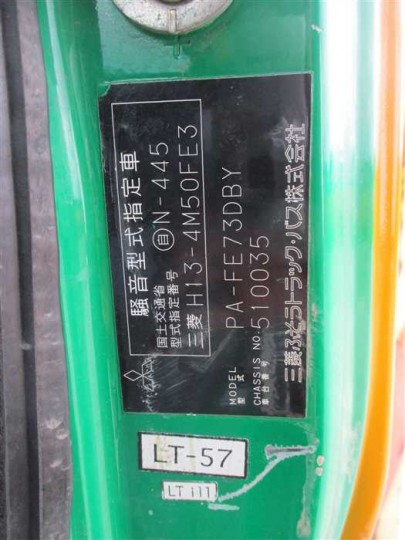 騒音型式指定車
国土交通省
型式指定番号
自N-445
三菱 H13-4M50FE3
MODEL
型式
PA-FE73DBY
CHASSIS NO.
車台番号
510035
三菱ふそうトラック・バス株式会社
LT-57
LT 111